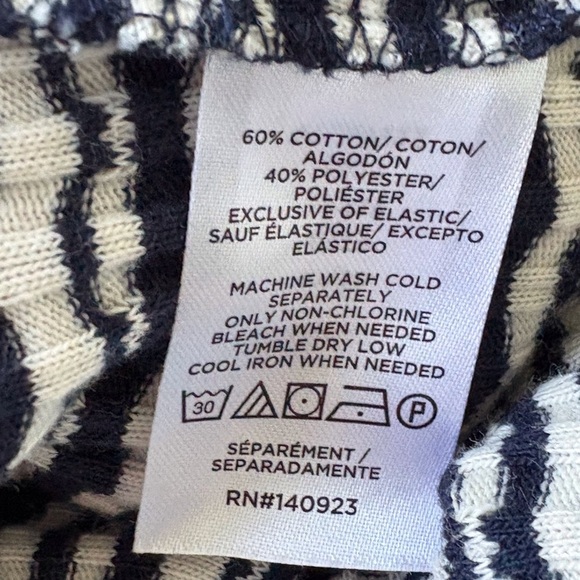 60% COTTON/ COTON/
ALGODÓN
40% POLYESTER/
POLIÉSTER
EXCLUSIVE OF ELASTIC/
SAUF ÉLASTIQUE/ EXCEPTO
ELÁSTICO
MACHINE WASH COLD
SEPARATELY
ONLY NON-CHLORINE
BLEACH WHEN NEEDED
TUMBLE DRY LOW
COOL IRON WHEN NEEDED
30 P
SÉPARÉMENT/
SEPARADAMENTE
RN#140923